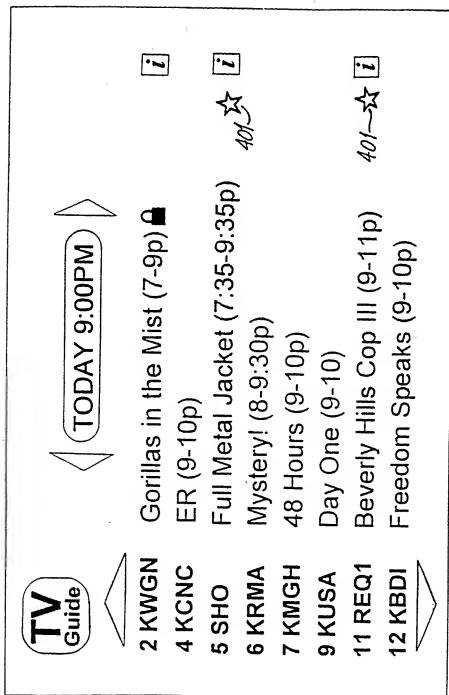 TV
Guide
TODAY 9:00PM
2 KWGN Gorillas in the Mist (7-9p) i
4 KCNC ER (9-10p)
5 SHO Full Metal Jacket (7:35-9:35p) 401 i
6 KRMA Mystery! (8-9:30p)
7 KMGH 48 Hours (9-10p)
9 KUSA Day One (9-10)
11 REQ1 Beverly Hills Cop III (9-11p) 401 i
12 KBDI Freedom Speaks (9-10p)